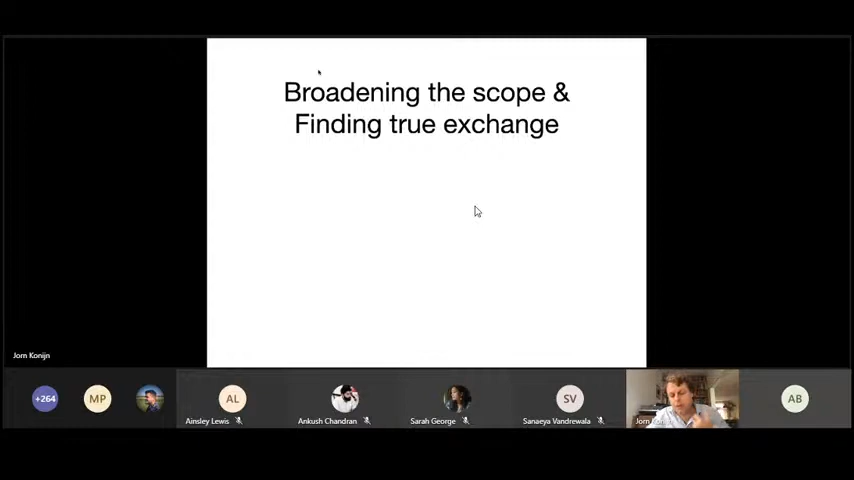 Broadening the scope &
Finding true exchange
Jorn Konijn
+264
MP
AL
SV
AB
Ainsley Lewis
Ankush Chandran
Sarah George
Sanaeya Vandrewala
Jorn